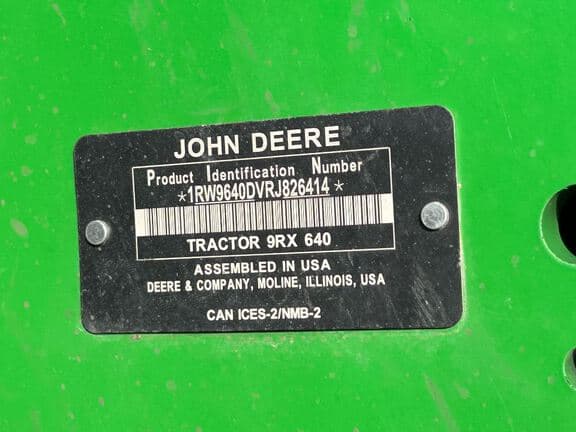 JOHN DEERE
Product Identification Number
*1RW9640DVRJ826414*
TRACTOR 9RX 640
ASSEMBLED IN USA
DEERE & COMPANY, MOLINE, ILLINOIS, USA
CAN ICES-2/NMB-2